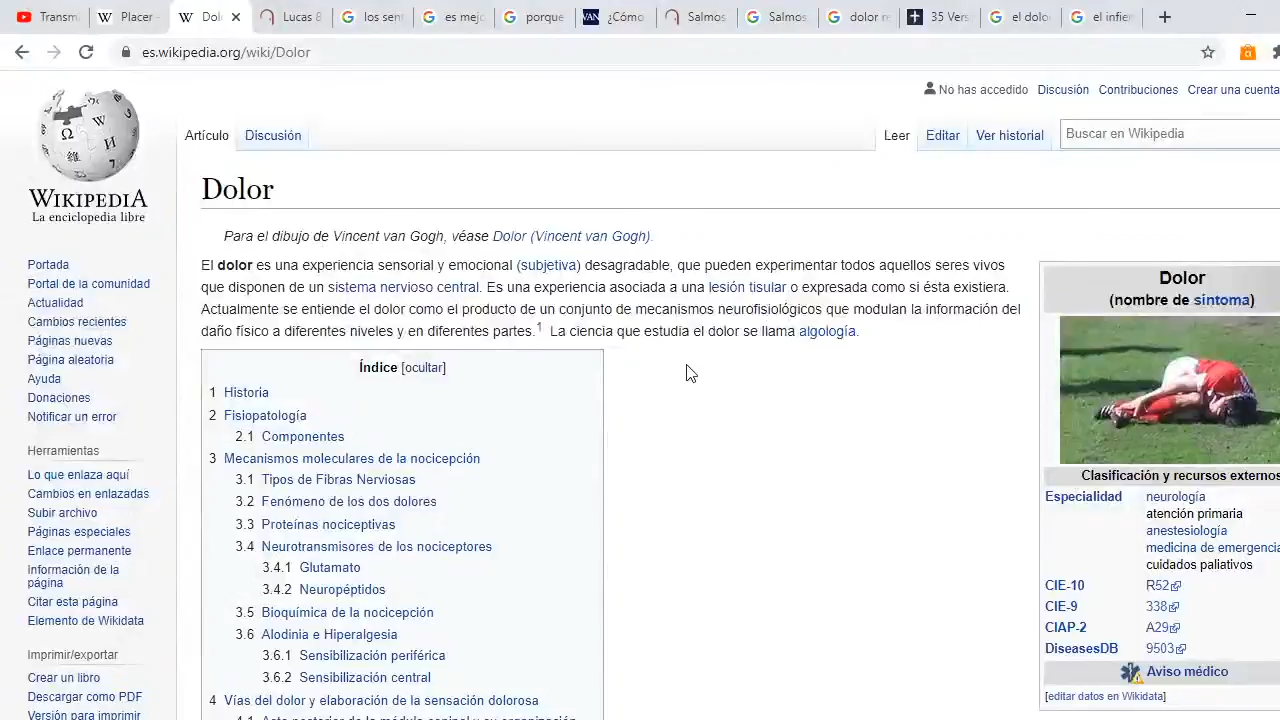 Transmi
Placer -
Dol
Loas 8
pacient
es mejo
porque
VAN
¿Cómo
Salmo
Salmos
dolor re
35 Vers
el dolor
el infier
es.wikipedia.org/wiki/Dolor
No has accedido Discusión Contribuciones Crear una cuenta
Artículo Discusión Leer Editar Ver historial Buscar en Wikipedia
WIKIPEDIA
La enciclopedia libre
Portada
Portal de la comunidad
Actualidad
Cambios recientes
Páginas nuevas
Página aleatoria
Ayuda
Donaciones
Notificar un error
Herramientas
Lo que enlaza aquí
Cambios en enlazadas
Subir archivo
Páginas especiales
Enlace permanente
Información de la
página
Citar esta página
Elemento de Wikidata
Imprimir/exportar
Crear un libro
Descargar como PDF
Versión para imprimir
Dolor
Para el dibujo de Vincent van Gogh, véase Dolor (Vincent van Gogh).
El dolor es una experiencia sensorial y emocional (subjetiva) desagradable, que pueden experimentar todos aquellos seres vivos
que disponen de un sistema nervioso central. Es una experiencia asociada a una lesión tisular o expresada como si ésta existiera.
Actualmente se entiende el dolor como el producto de un conjunto de mecanismos neurofisiológicos que modulan la información del
daño físico a diferentes niveles y en diferentes partes.1 La ciencia que estudia el dolor se llama algología.
Índice [ocultar]
1 Historia
2 Fisiopatología
2.1 Componentes
3 Mecanismos moleculares de la nocicepción
3.1 Tipos de Fibras Nerviosas
3.2 Fenómeno de los dos dolores
3.3 Proteínas nociceptivas
3.4 Neurotransmisores de los nociceptores
3.4.1 Glutamato
3.4.2 Neuropéptidos
3.5 Bioquímica de la nocicepción
3.6 Alodinia e Hiperalgesia
3.6.1 Sensibilización periférica
3.6.2 Sensibilización central
4 Vías del dolor y elaboración de la sensación dolorosa
Dolor
(nombre de síntoma)
Clasificación y recursos externos
Especialidad neurología
atención primaria
anestesiología
medicina de emergencia
cuidados paliativos
CIE-10 R52
CIE-9 338
CIAP-2 A29
DiseasesDB 9503
Aviso médico
[editar datos en Wikidata]